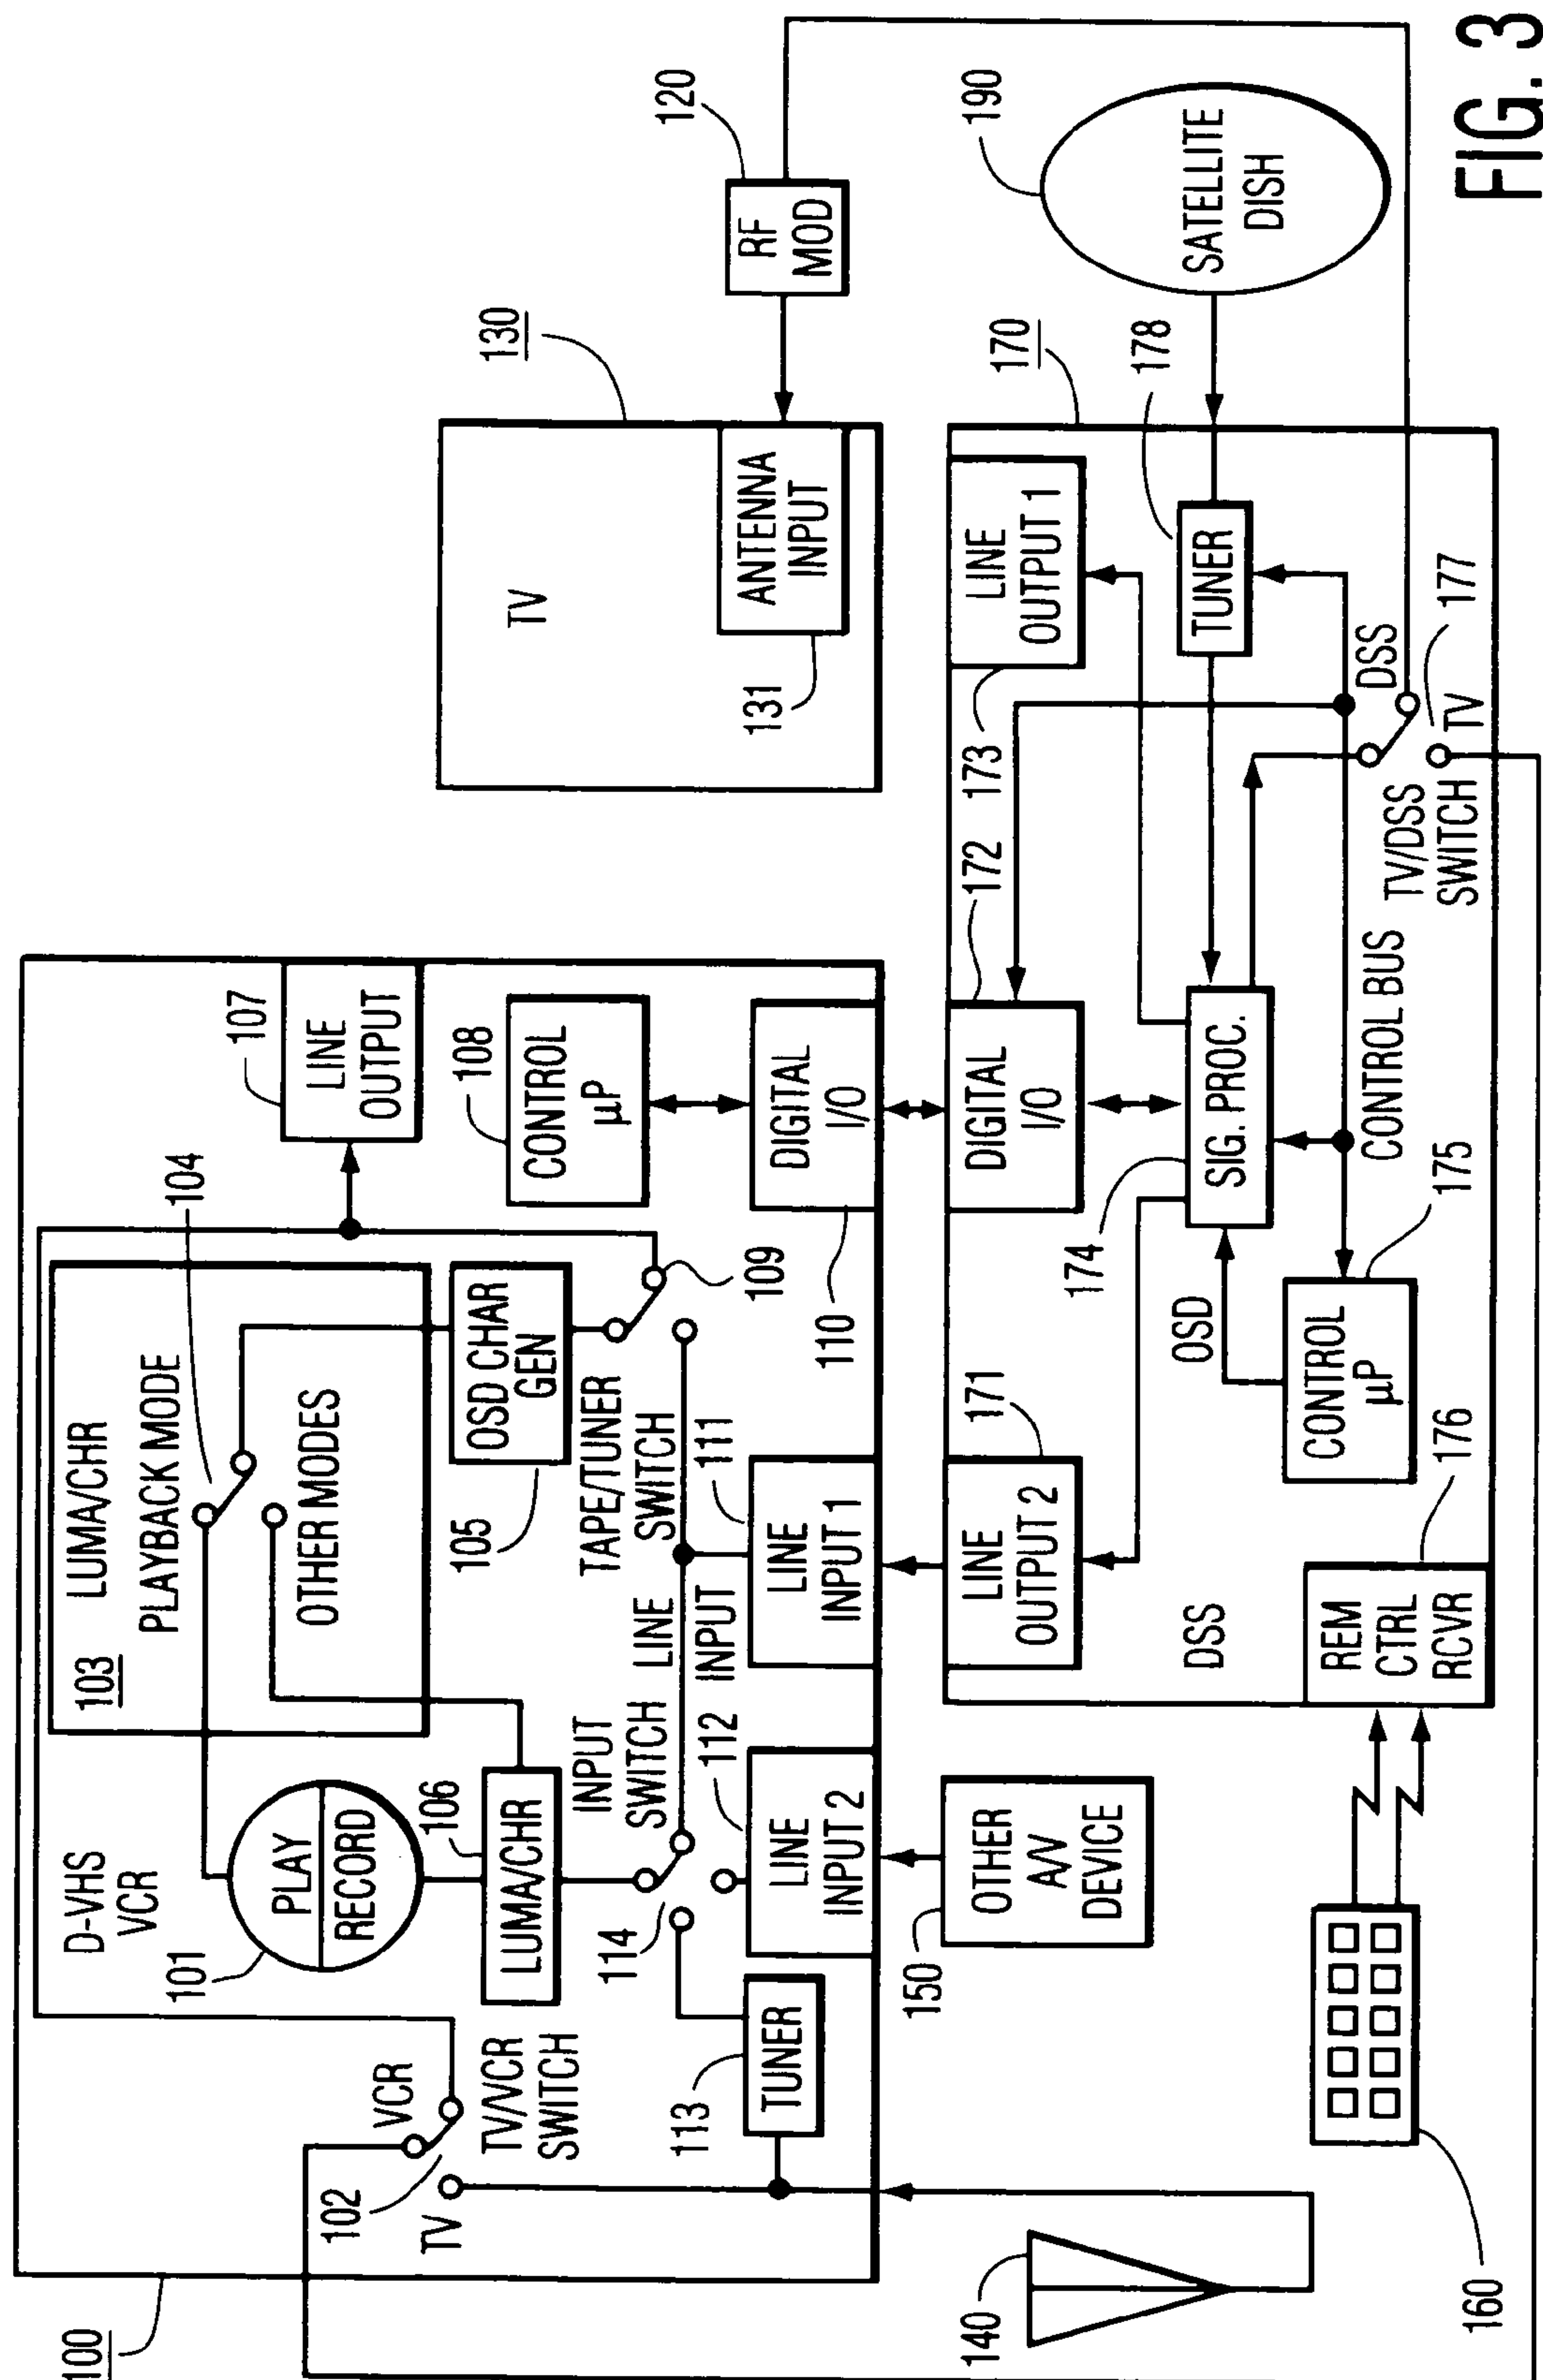 100
D-VHS
VCR
101
PLAY
RECORD
103
LUMA/CHR
PLAYBACK MODE
OTHER MODES
104
107
LINE
OUTPUT
VCR
TV/VCR
SWITCH
102
TV
106
LUMA/CHR
INPUT
SWITCH
114
113
TUNER
112
LINE
INPUT 2
LINE
INPUT
111
LINE
INPUT 1
105
OSD CHAR
GEN
TAPE/TUNER
SWITCH
109
108
CONTROL
µP
DIGITAL
I/O
110
130
TV
ANTENNA
INPUT
131
120
RF
MOD
140
150
OTHER
A/V
DEVICE
160
170
DSS
171
LINE
OUTPUT 2
172
DIGITAL
I/O
173
LINE
OUTPUT 1
174
SIG. PROC.
OSD
CONTROL
µP
175
176
REM
CTRL
RCVR
CONTROL BUS
178
TUNER
TV/DSS
SWITCH
DSS
TV
177
190
SATELLITE
DISH
FIG. 3